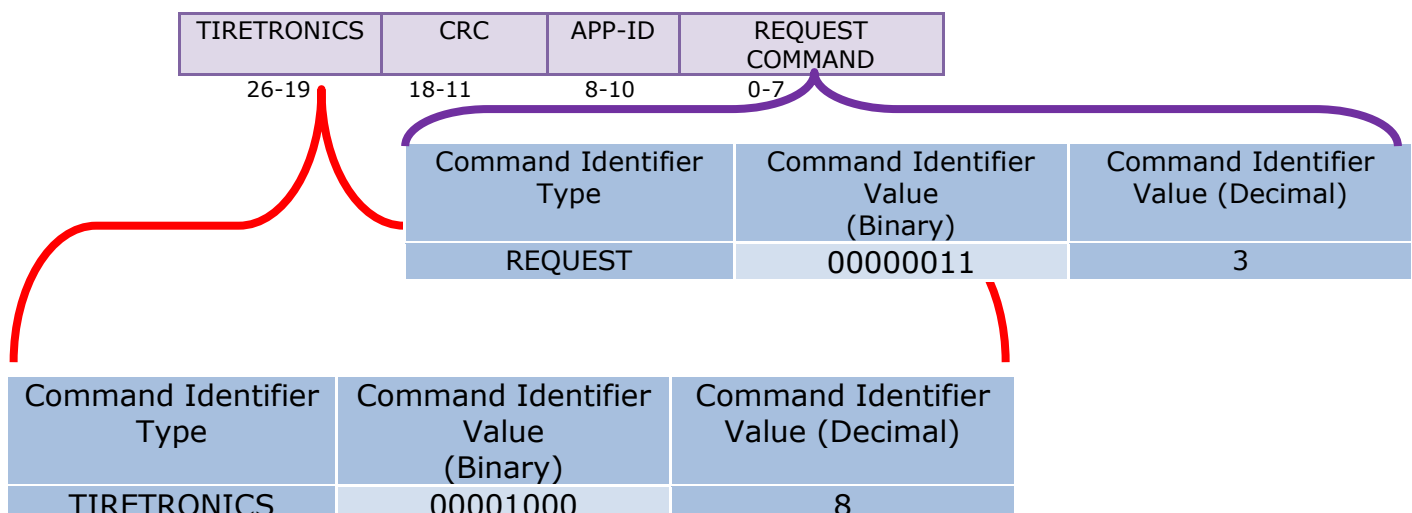 TIRETRONICS CRC APP-ID REQUEST
COMMAND
26-19 18-11 8-10 0-7
Command Identifier Command Identifier Command Identifier
Type Value Value (Decimal)
(Binary)
REQUEST 00000011 3
Command Identifier Command Identifier Command Identifier
Type Value Value (Decimal)
(Binary)
TIRETRONICS 00001000 8